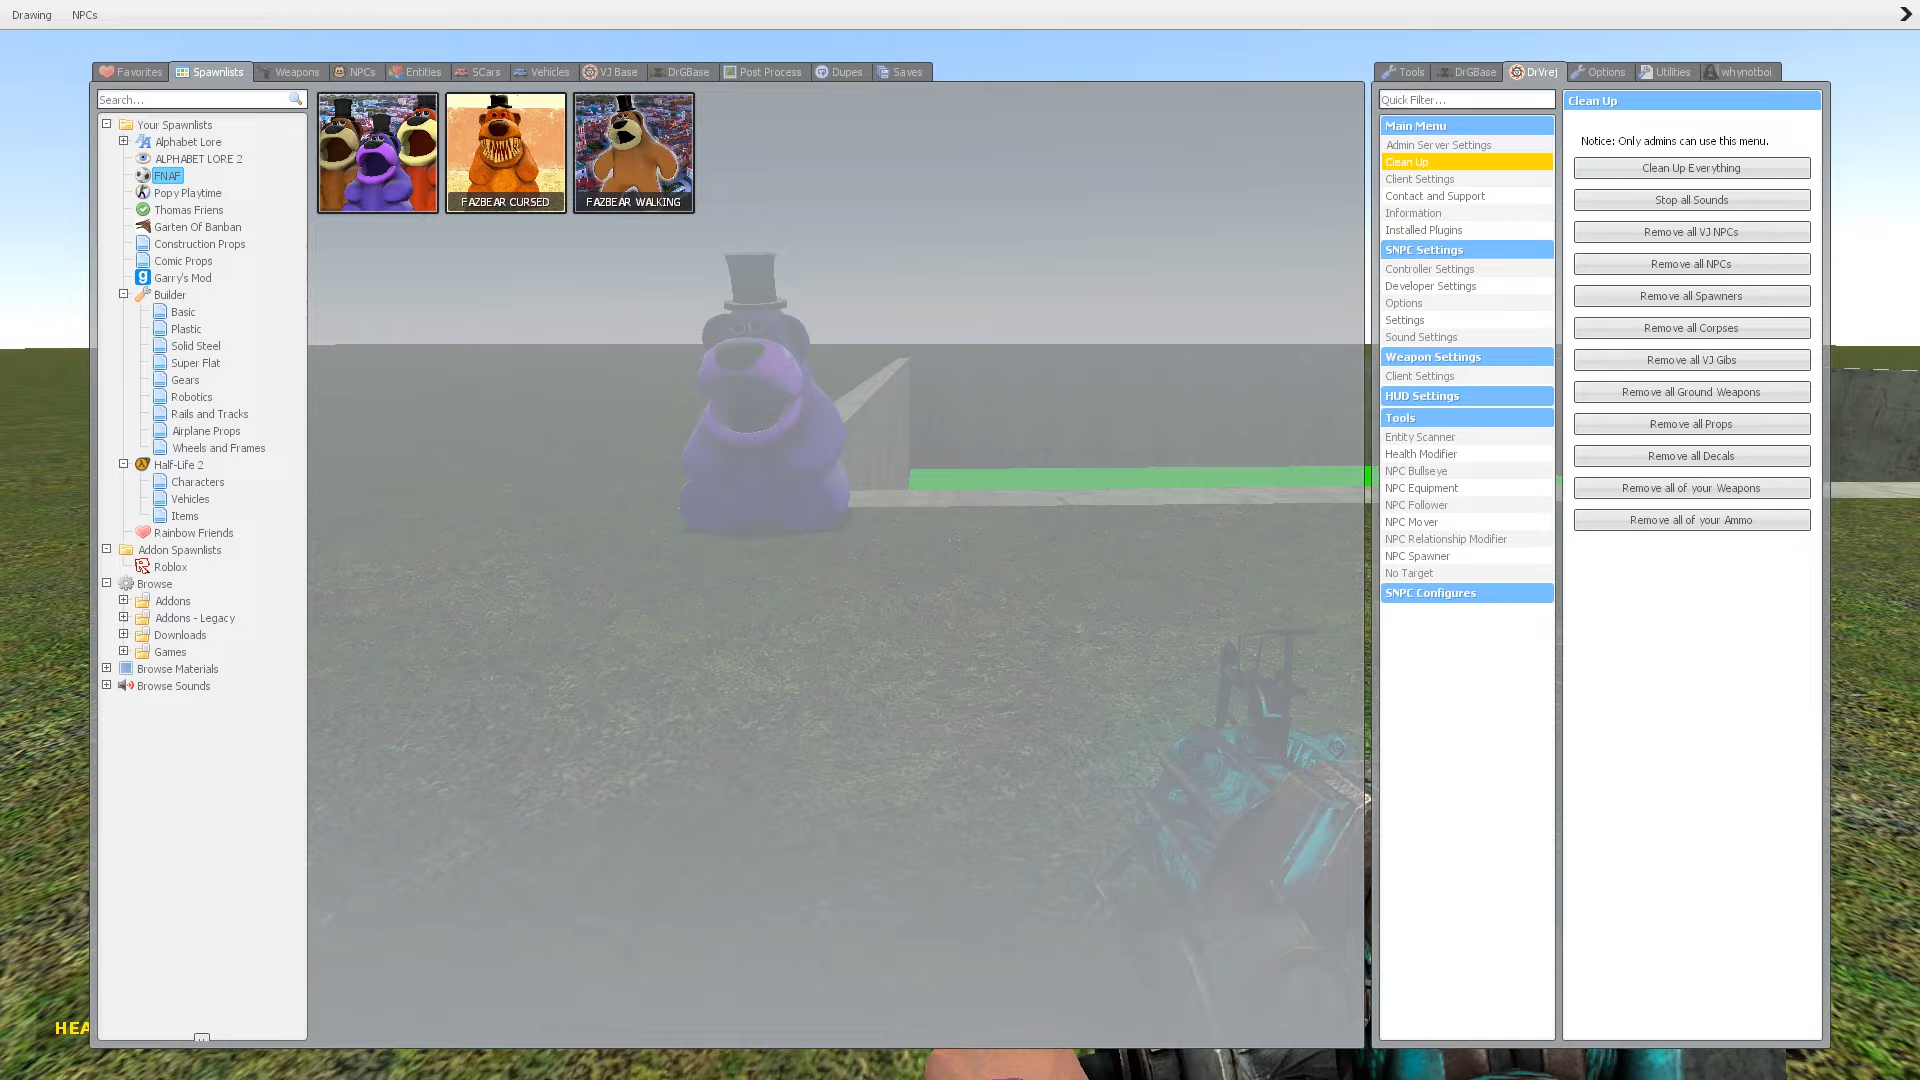 Drawing NPCs
Favorites Spawnlists Weapons NPCs Entities SCars Vehicles VJ Base DrGBase Post Process Dupes Saves
Search...
Your Spawnlists
Alphabet Lore
ALPHABET LORE 2
FNAF
Popy Playtime
Thomas Friens
Garten Of Banban
Construction Props
Comic Props
Garry's Mod
Builder
Basic
Plastic
Solid Steel
Super Flat
Gears
Robotics
Rails and Tracks
Airplane Props
Wheels and Frames
Half-Life 2
Characters
Vehicles
Items
Rainbow Friends
Addon Spawnlists
Roblox
Browse
Addons
Addons - Legacy
Downloads
Games
Browse Materials
Browse Sounds
FAZBEAR CURSED
FAZBEAR WALKING
HEA
Tools DrGBase DrVrej Options Utilities whynotboi
Quick Filter...
Main Menu
Admin Server Settings
Clean Up
Client Settings
Contact and Support
Information
Installed Plugins
SNPC Settings
Controller Settings
Developer Settings
Options
Settings
Sound Settings
Weapon Settings
Client Settings
HUD Settings
Tools
Entity Scanner
Health Modifier
NPC Bullseye
NPC Equipment
NPC Follower
NPC Mover
NPC Relationship Modifier
NPC Spawner
No Target
SNPC Configures
Clean Up
Notice: Only admins can use this menu.
Clean Up Everything
Stop all Sounds
Remove all VJ NPCs
Remove all NPCs
Remove all Spawners
Remove all Corpses
Remove all VJ Gibs
Remove all Ground Weapons
Remove all Props
Remove all Decals
Remove all of your Weapons
Remove all of your Ammo